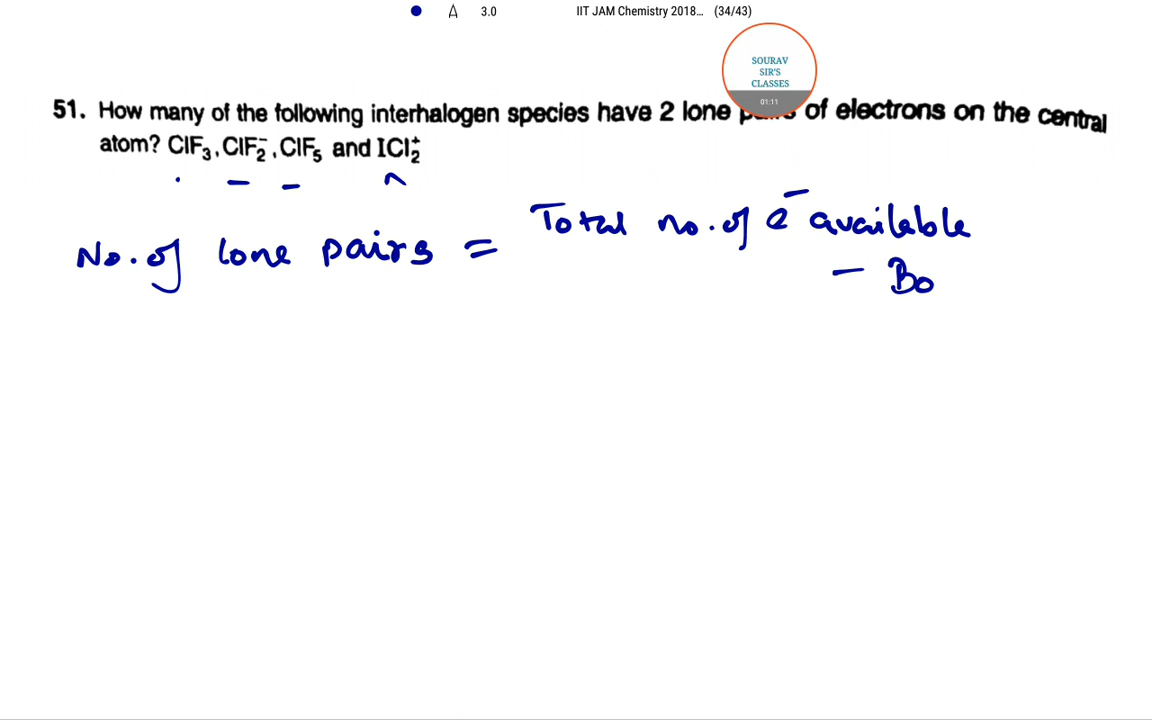 3.0 IIT JAM Chemistry 2018... (34/43)
SOURAV
SIR'S
CLASSES
01:11
51. How many of the following interhalogen species have 2 lone pairs of electrons on the central
atom? ClF₃, ClF₂⁻, ClF₅ and ICl₂⁺
Total no. of e⁻ available
No. of lone pairs =
− Bo